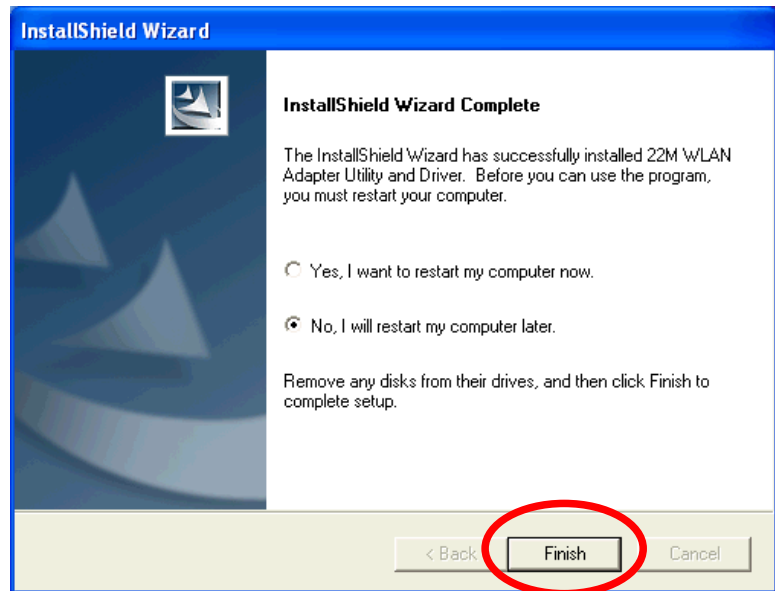 InstallShield Wizard
InstallShield Wizard Complete
The InstallShield Wizard has successfully installed 22M WLAN
Adapter Utility and Driver. Before you can use the program,
you must restart your computer.
Yes, I want to restart my computer now.
No, I will restart my computer later.
Remove any disks from their drives, and then click Finish to
complete setup.
< Back Finish Cancel